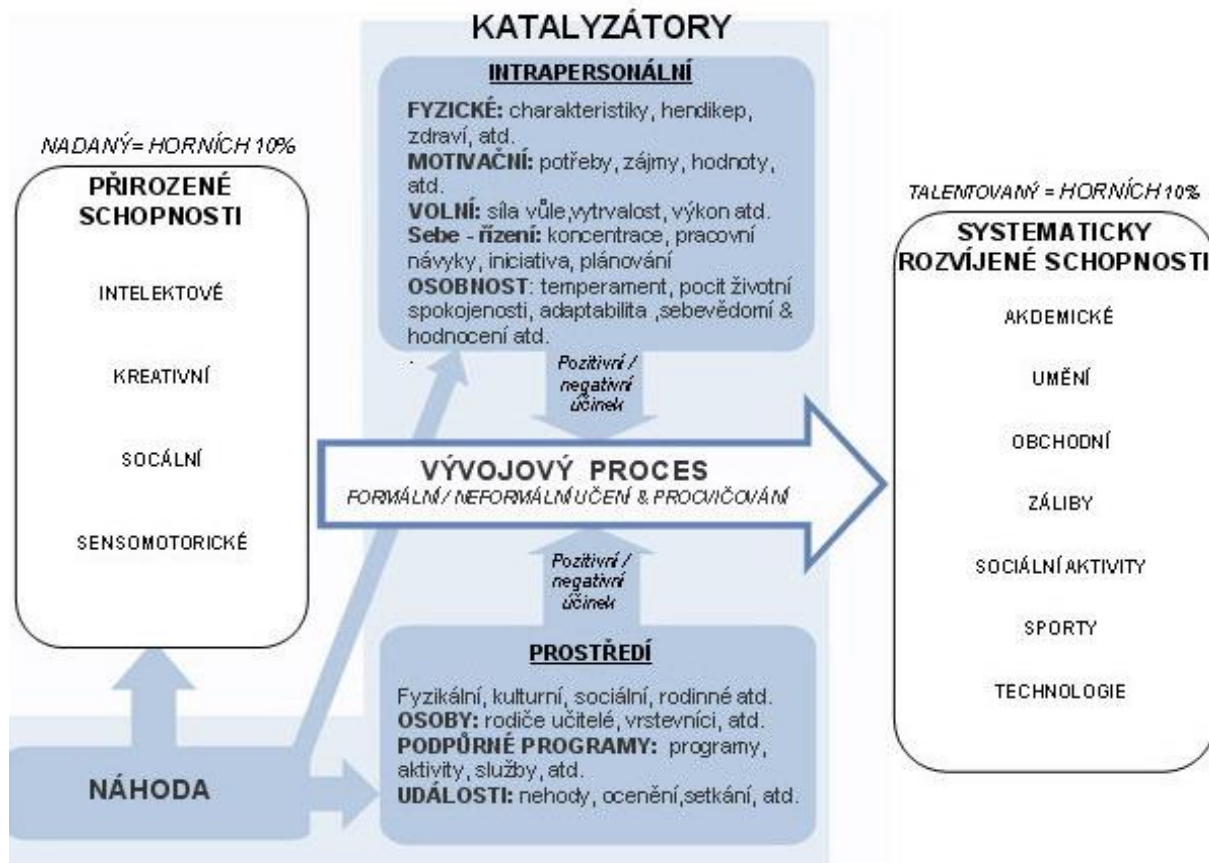 KATALYZÁTORY
INTRAPERSONÁLNÍ
FYZICKÉ: charakteristiky, hendikep,
zdraví, atd.
MOTIVAČNÍ: potřeby, zájmy, hodnoty,
atd.
VOLNÍ: síla vůle,vytrvalost, výkon atd.
Sebe - řízení: koncentrace, pracovní
návyky, iniciativa, plánování
OSOBNOST: temperament, pocit životní
spokojenosti, adaptabilita ,sebevědomí &
hodnocení atd.
.
NADANÝ= HORNÍCH 10%
PŘIROZENÉ
SCHOPNOSTI
INTELEKTOVÉ
KREATIVNÍ
SOCÁLNÍ
SENSOMOTORICKÉ
Pozitivní /
negativní
účinek
VÝVOJOVÝ PROCES
FORMÁLNÍ / NEFORMÁLNÍ UČENÍ & PROCVIČOVÁNÍ
Pozitivní /
negativní
účinek
PROSTŘEDÍ
Fyzikální, kulturní, sociální, rodinné atd.
OSOBY: rodiče učitelé, vrstevníci, atd.
PODPŮRNÉ PROGRAMY: programy,
aktivity, služby, atd.
UDÁLOSTI: nehody, ocenění,setkání, atd.
NÁHODA
TALENTOVANÝ = HORNÍCH 10%
SYSTEMATICKY
ROZVÍJENÉ SCHOPNOSTI
AKDEMICKÉ
UMĚNÍ
OBCHODNÍ
ZÁLIBY
SOCIÁLNÍ AKTIVITY
SPORTY
TECHNOLOGIE